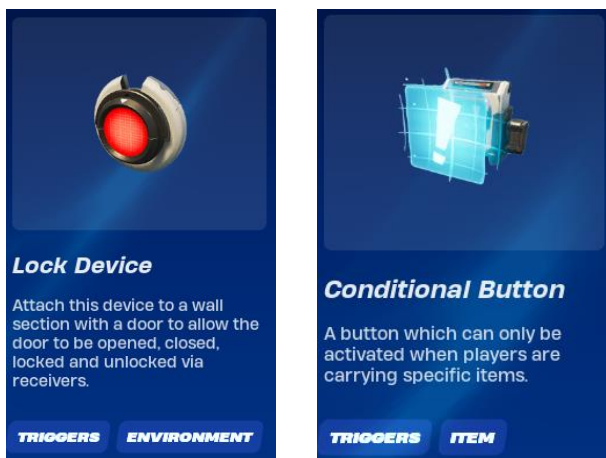 Lock Device
Attach this device to a wall
section with a door to allow the
door to be opened, closed,
locked and unlocked via
receivers.
TRIGGERS ENVIRONMENT
Conditional Button
A button which can only be
activated when players are
carrying specific items.
TRIGGERS ITEM